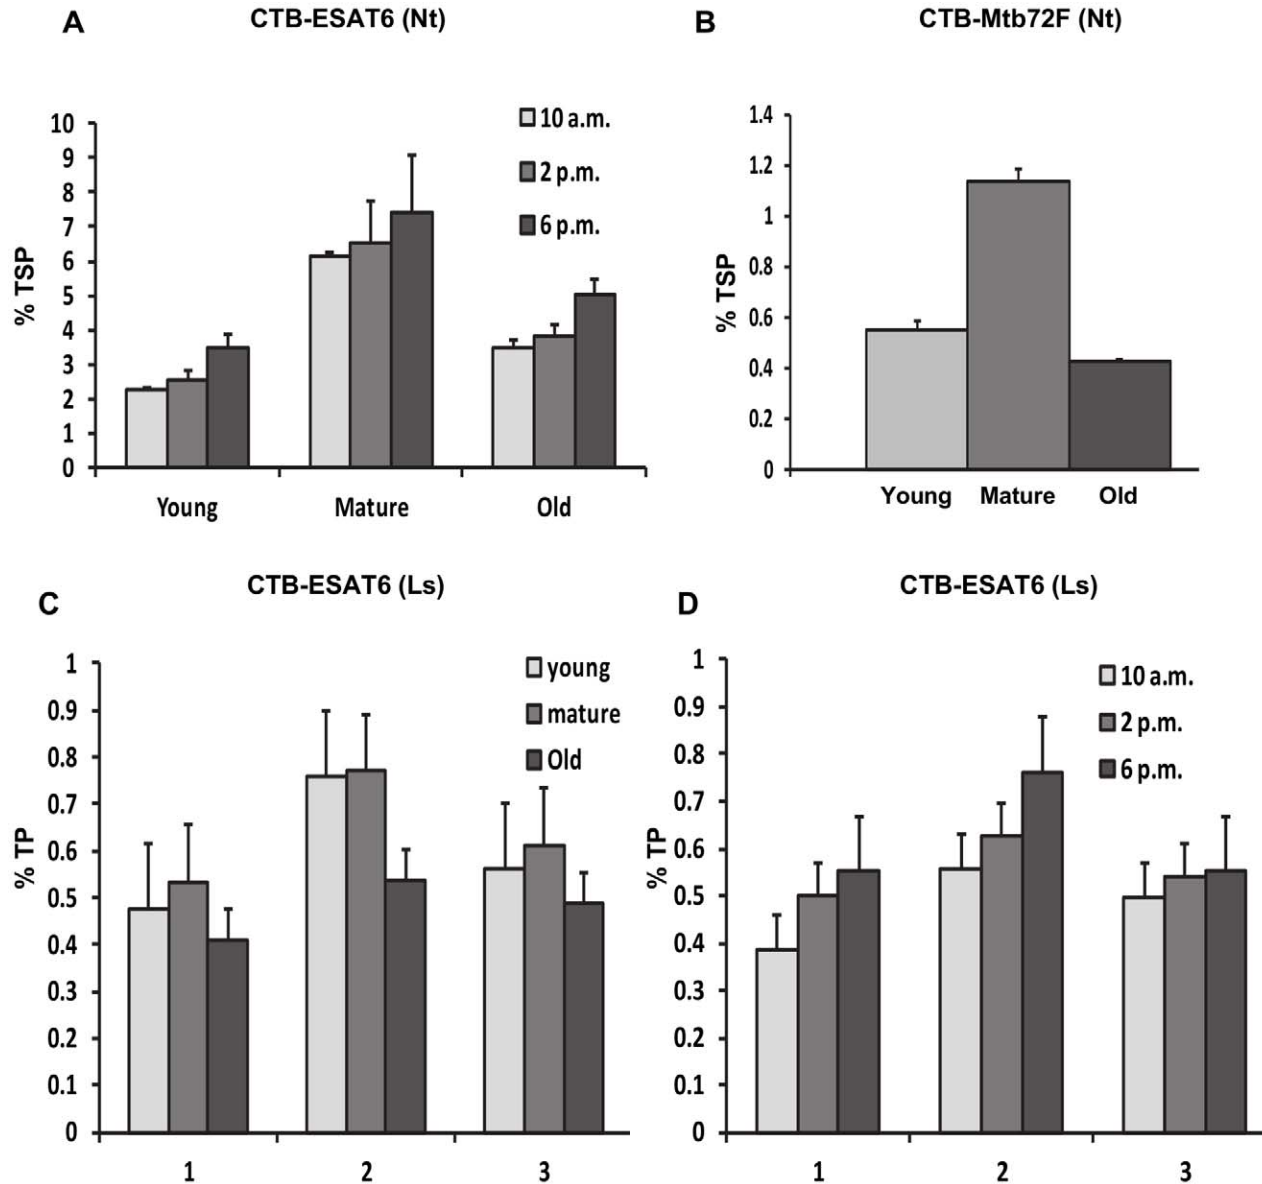 A
CTB-ESAT6 (Nt)
10 a.m.
2 p.m.
6 p.m.
% TSP
10
9
8
7
6
5
4
3
2
1
0
Young Mature Old
B
CTB-Mtb72F (Nt)
% TSP
1.4
1.2
1
0.8
0.6
0.4
0.2
0
Young Mature Old
C
CTB-ESAT6 (Ls)
young
mature
Old
% TP
1
0.9
0.8
0.7
0.6
0.5
0.4
0.3
0.2
0.1
0
1 2 3
D
CTB-ESAT6 (Ls)
10 a.m.
2 p.m.
6 p.m.
% TP
1
0.9
0.8
0.7
0.6
0.5
0.4
0.3
0.2
0.1
0
1 2 3